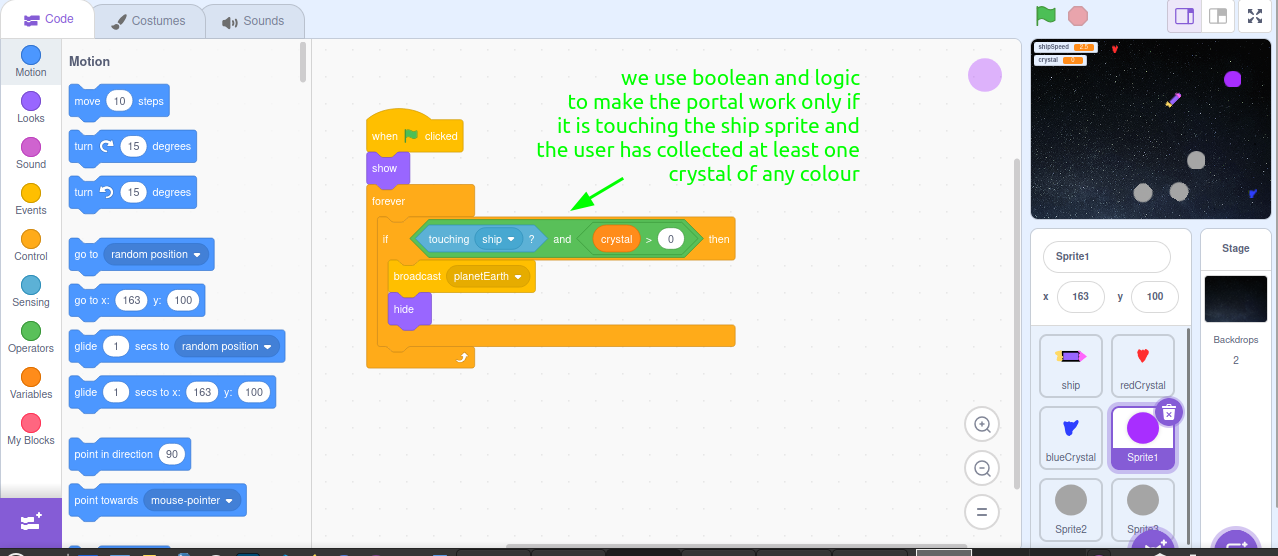 Code
Costumes
Sounds
Motion
Looks
Sound
Events
Control
Sensing
Operators
Variables
My Blocks
Motion
move 10 steps
turn 15 degrees
turn 15 degrees
go to random position
go to x: 163 y: 100
glide 1 secs to random position
glide 1 secs to x: 163 y: 100
point in direction 90
point towards mouse-pointer
we use boolean and logic
to make the portal work only if
it is touching the ship sprite and
the user has collected at least one
crystal of any colour
when clicked
show
forever
if touching ship ? and crystal > 0 then
broadcast planetEarth
hide
shipSpeed 2.5
crystal 0
Sprite1
x 163 y 100
ship
redCrystal
blueCrystal
Sprite1
Sprite2
Sprite3
Stage
Backdrops
2